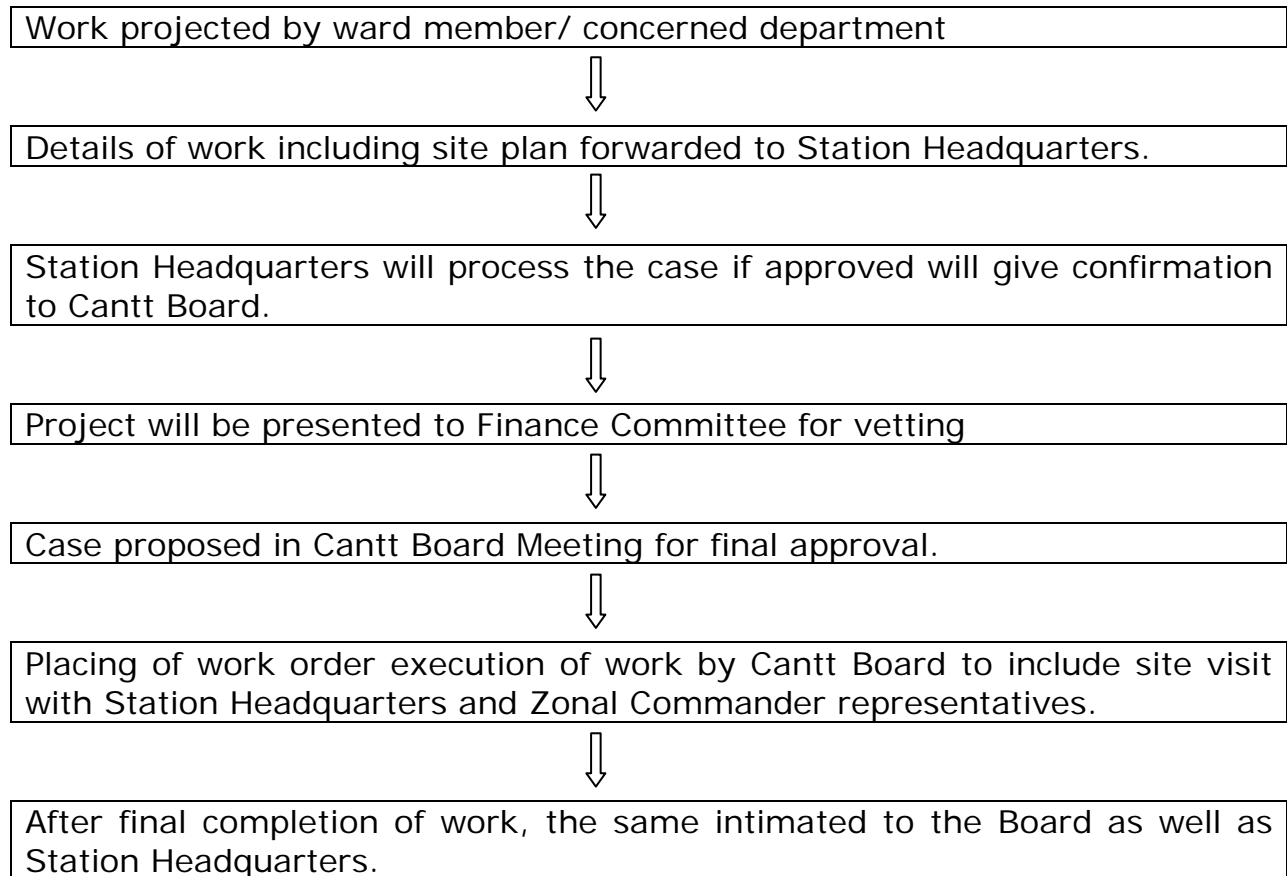 Work projected by ward member/ concerned department
Details of work including site plan forwarded to Station Headquarters.
Station Headquarters will process the case if approved will give confirmation
to Cantt Board.
Project will be presented to Finance Committee for vetting
Case proposed in Cantt Board Meeting for final approval.
Placing of work order execution of work by Cantt Board to include site visit
with Station Headquarters and Zonal Commander representatives.
After final completion of work, the same intimated to the Board as well as
Station Headquarters.